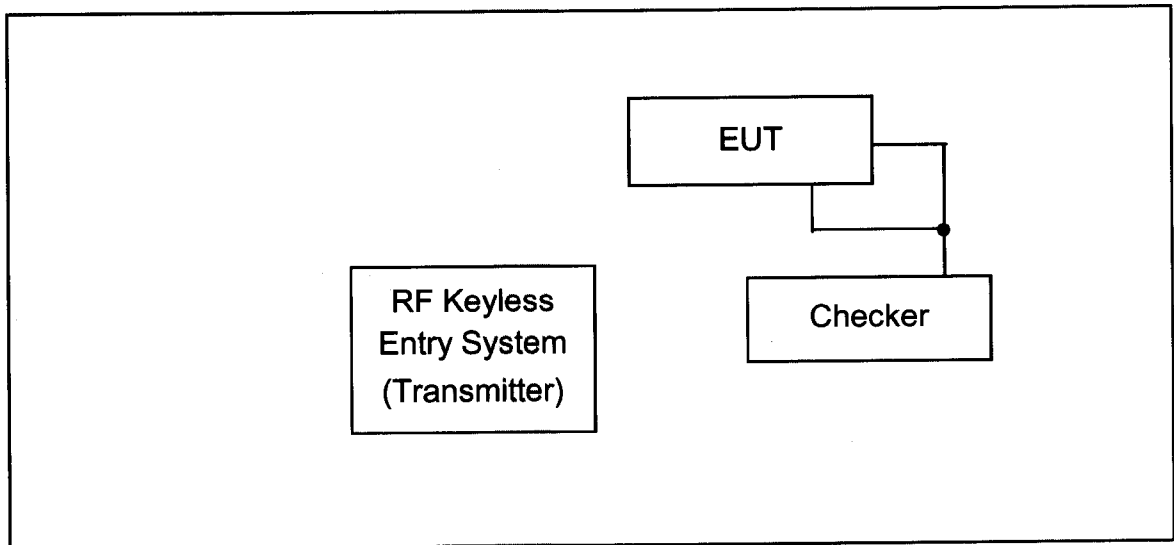 EUT
RF Keyless
Entry System
(Transmitter)
Checker